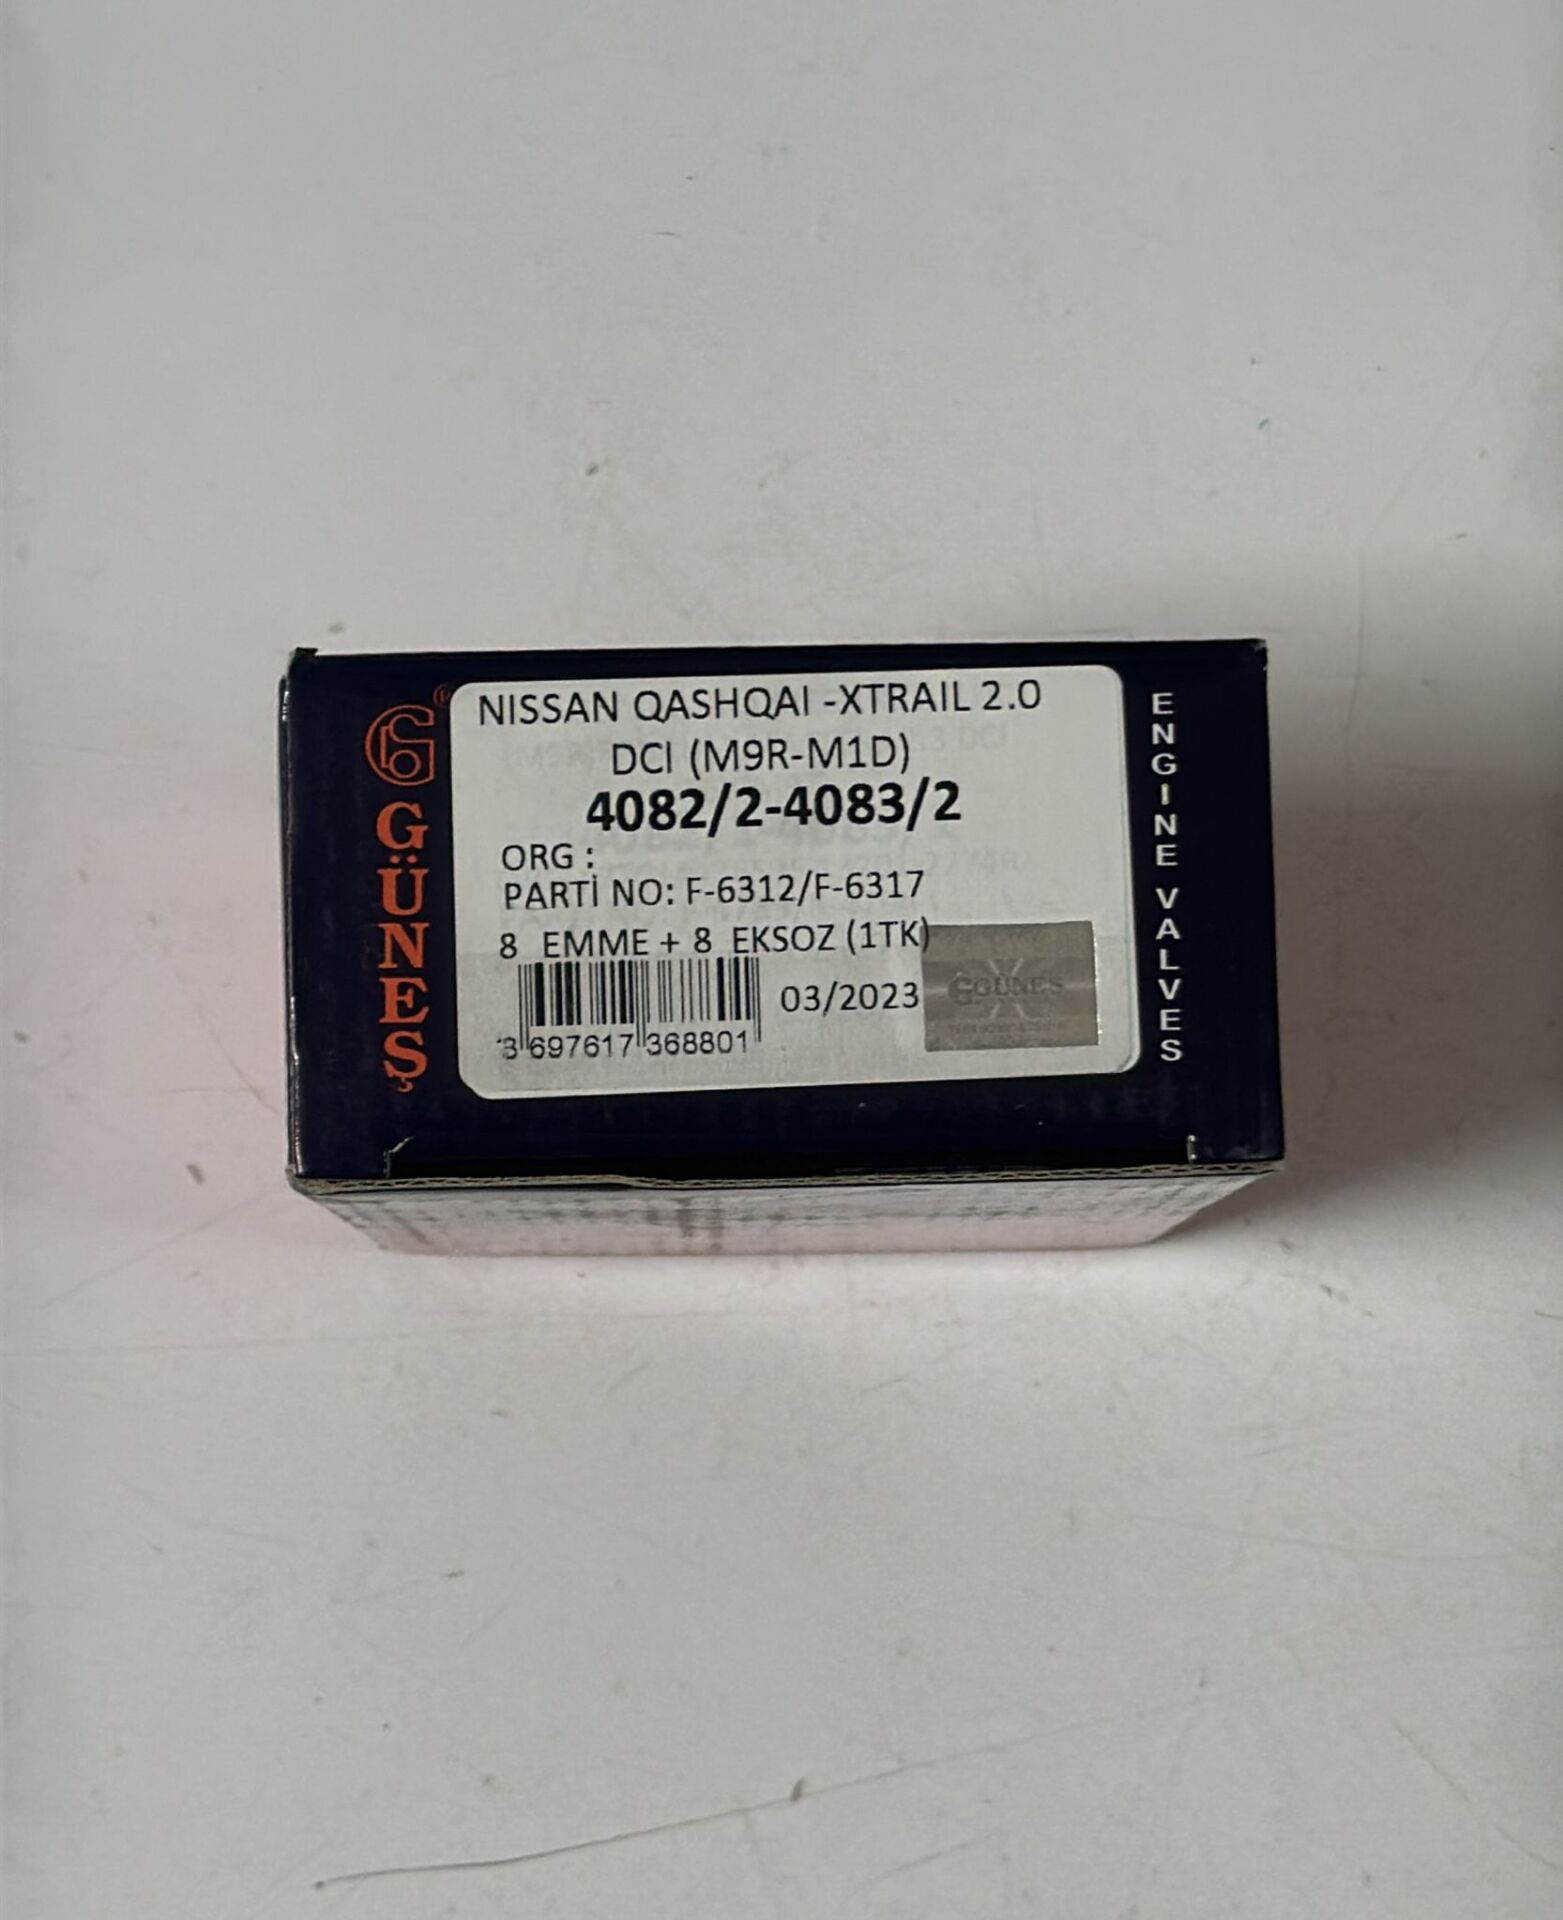 GÜNEŞ
NISSAN QASHQAI -XTRAIL 2.0
DCI (M9R-M1D)
4082/2-4083/2
ORG :
PARTİ NO: F-6312/F-6317
8 EMME + 8 EKSOZ (1TK)
03/2023
3 697617 368801
GÜNEŞ
ENGINE VALVES